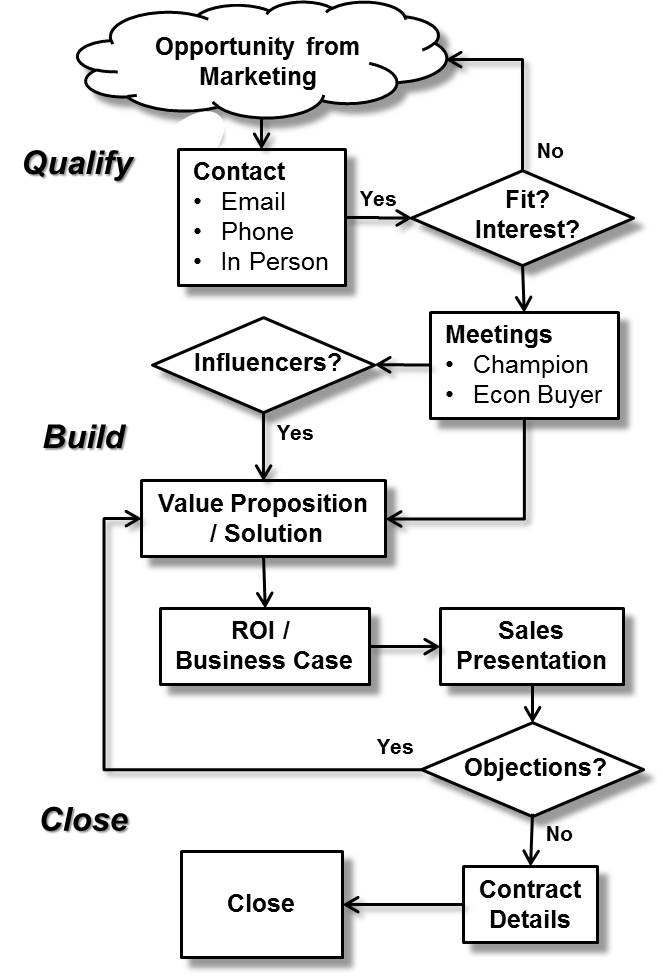 Opportunity from
Marketing
Qualify
Contact
• Email
• Phone
• In Person
Yes
Fit?
Interest?
No
Meetings
• Champion
• Econ Buyer
Influencers?
Build
Yes
Value Proposition
/ Solution
ROI /
Business Case
Sales
Presentation
Yes
Objections?
Close
No
Contract
Details
Close